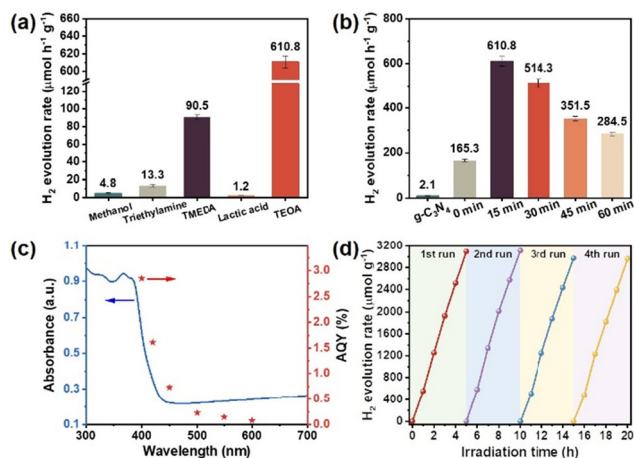 (a)
H2 evolution rate (μmol h-1 g-1)
660
640
620
600
100
80
60
40
20
0
4.8
13.3
90.5
1.2
610.8
Methanol
Triethylamine
TMEDA
Lactic acid
TEOA
(b)
H2 evolution rate (μmol h-1 g-1)
800
600
400
200
0
2.1
165.3
610.8
514.3
351.5
284.5
g-C3N4
0 min
15 min
30 min
45 min
60 min
(c)
Absorbance (a.u.)
1.1
0.9
0.7
0.5
0.3
0.1
3.0
2.5
2.0
1.5
1.0
0.5
0.0
AQY (%)
300 400 500 600 700
Wavelength (nm)
(d)
H2 evolution rate (μmol g-1)
3200
2800
2400
2000
1600
1200
800
400
0
1st run 2nd run 3rd run 4th run
0 2 4 6 8 10 12 14 16 18 20
Irradiation time (h)